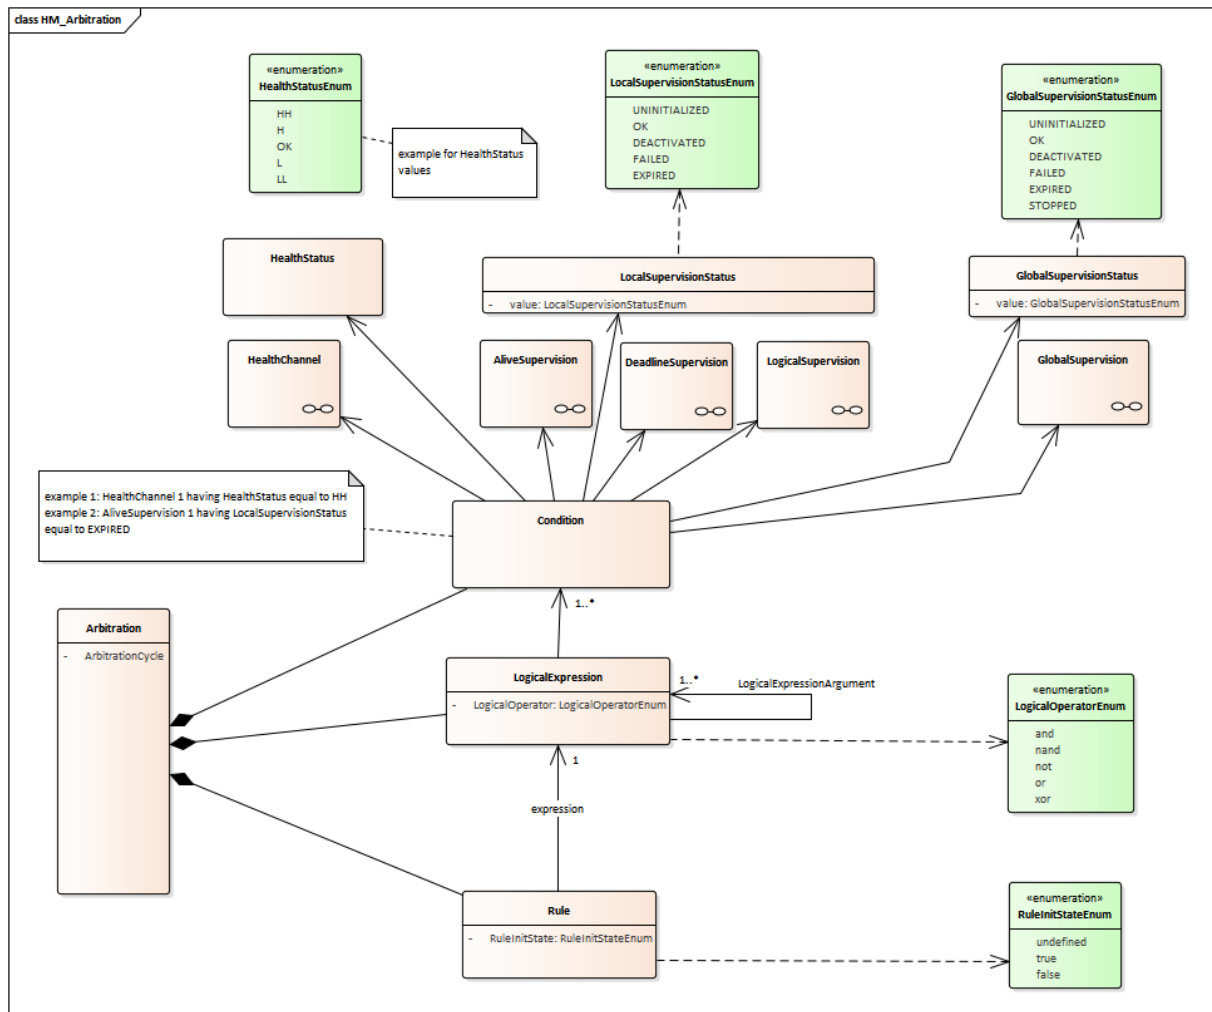 class HM_Arbitration
«enumeration»
HealthStatusEnum
HH
H
OK
L
LL
example for HealthStatus
values
«enumeration»
LocalSupervisionStatusEnum
UNINITIALIZED
OK
DEACTIVATED
FAILED
EXPIRED
«enumeration»
GlobalSupervisionStatusEnum
UNINITIALIZED
OK
DEACTIVATED
FAILED
EXPIRED
STOPPED
HealthStatus
LocalSupervisionStatus
- value: LocalSupervisionStatusEnum
GlobalSupervisionStatus
- value: GlobalSupervisionStatusEnum
HealthChannel
AliveSupervision
DeadlineSupervision
LogicalSupervision
GlobalSupervision
example 1: HealthChannel 1 having HealthStatus equal to HH
example 2: AliveSupervision 1 having LocalSupervisionStatus
equal to EXPIRED
Condition
1..*
Arbitration
- ArbitrationCycle
LogicalExpression
- LogicalOperator: LogicalOperatorEnum
1..*
LogicalExpressionArgument
«enumeration»
LogicalOperatorEnum
and
nand
not
or
xor
1
expression
Rule
- RuleInitState: RuleInitStateEnum
«enumeration»
RuleInitStateEnum
undefined
true
false